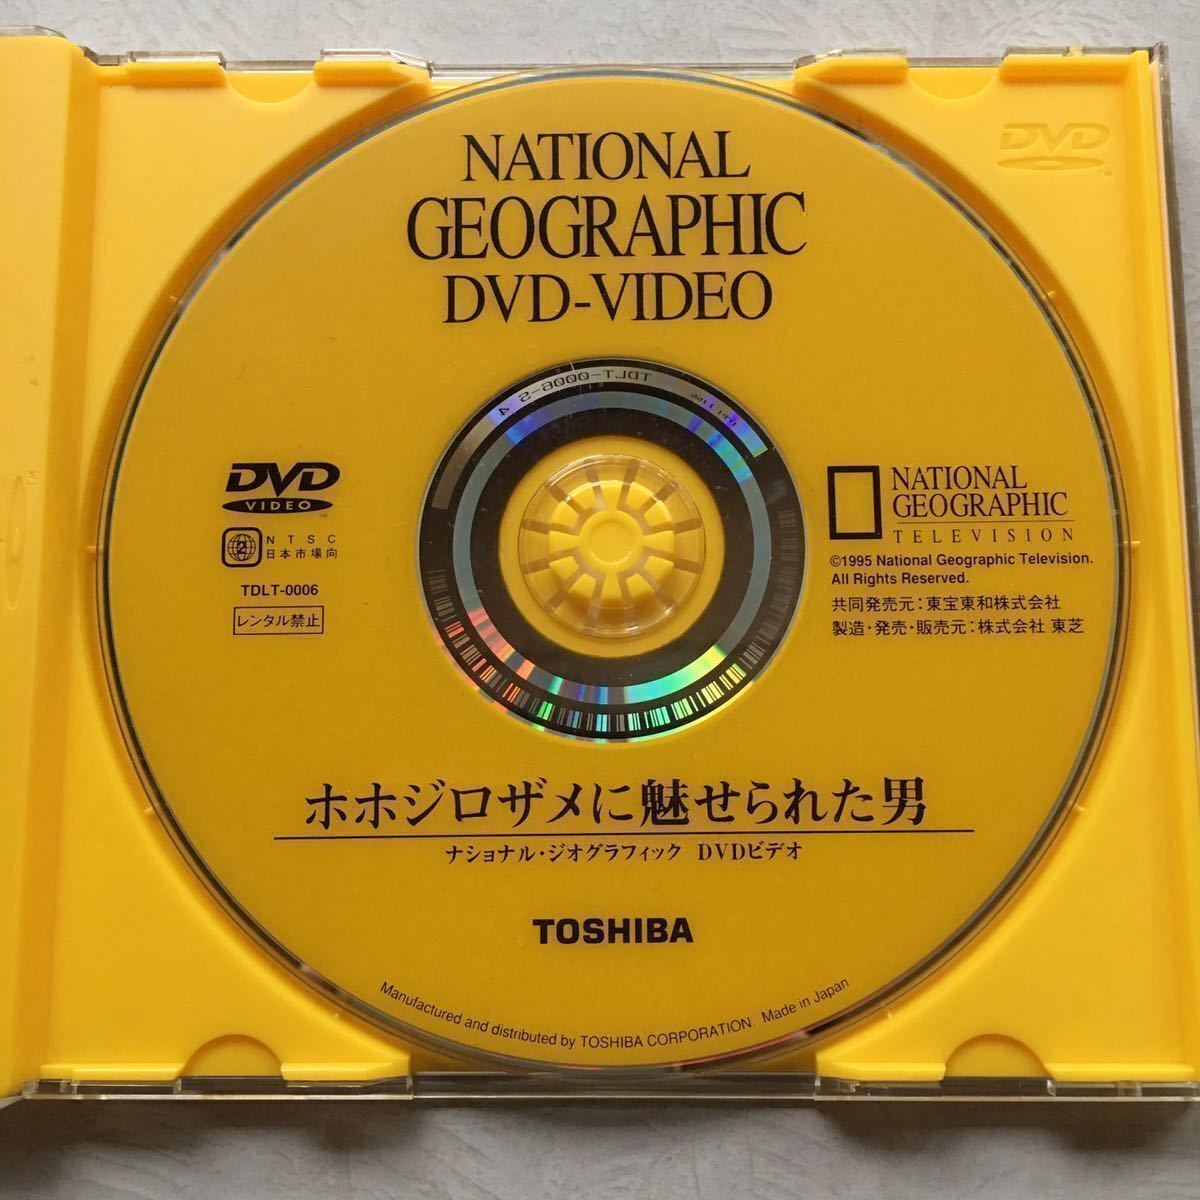 NATIONAL
GEOGRAPHIC
DVD-VIDEO
DVD
TDLT-0006-S 4
DVD
VIDEO
2
NTSC
日本市場向
TDLT-0006
レンタル禁止
NATIONAL
GEOGRAPHIC
TELEVISION
©1995 National Geographic Television.
All Rights Reserved.
共同発売元：東宝東和株式会社
製造・発売・販売元：株式会社 東芝
ホホジロザメに魅せられた男
ナショナル・ジオグラフィック DVDビデオ
TOSHIBA
Manufactured and distributed by TOSHIBA CORPORATION. Made in Japan